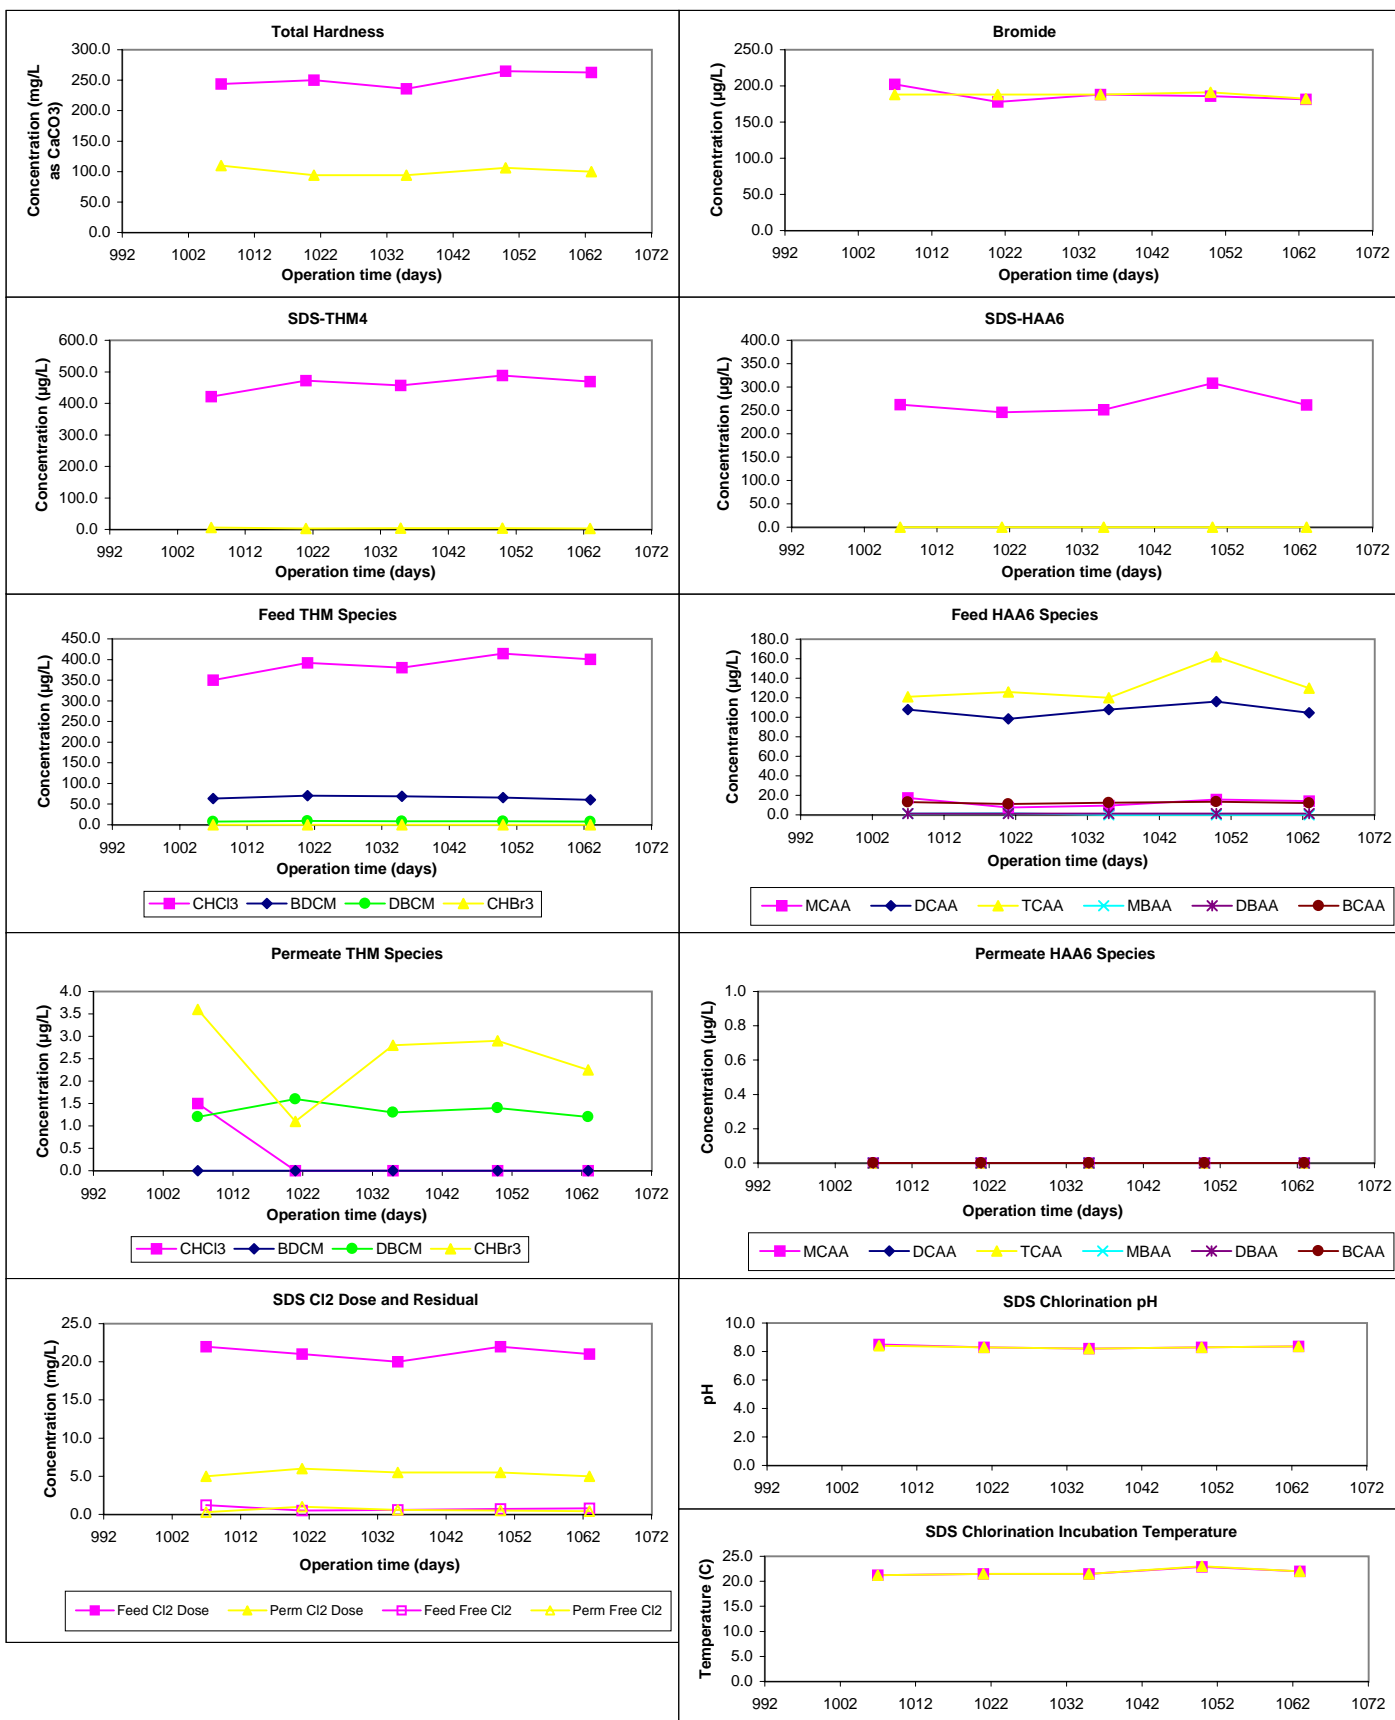 Total Hardness
Concentration (mg/L
as CaCO3)
300.0
250.0
200.0
150.0
100.0
50.0
0.0
992 1002 1012 1022 1032 1042 1052 1062 1072
Operation time (days)
Bromide
Concentration (µg/L)
250.0
200.0
150.0
100.0
50.0
0.0
992 1002 1012 1022 1032 1042 1052 1062 1072
Operation time (days)
SDS-THM4
Concentration (µg/L)
600.0
500.0
400.0
300.0
200.0
100.0
0.0
992 1002 1012 1022 1032 1042 1052 1062 1072
Operation time (days)
SDS-HAA6
Concentration (µg/L)
400.0
350.0
300.0
250.0
200.0
150.0
100.0
50.0
0.0
992 1002 1012 1022 1032 1042 1052 1062 1072
Operation time (days)
Feed THM Species
Concentration (µg/L)
450.0
400.0
350.0
300.0
250.0
200.0
150.0
100.0
50.0
0.0
992 1002 1012 1022 1032 1042 1052 1062 1072
Operation time (days)
CHCl3 BDCM DBCM CHBr3
Feed HAA6 Species
Concentration (µg/L)
180.0
160.0
140.0
120.0
100.0
80.0
60.0
40.0
20.0
0.0
992 1002 1012 1022 1032 1042 1052 1062 1072
Operation time (days)
MCAA DCAA TCAA MBAA DBAA BCAA
Permeate THM Species
Concentration (µg/L)
4.0
3.5
3.0
2.5
2.0
1.5
1.0
0.5
0.0
992 1002 1012 1022 1032 1042 1052 1062 1072
Operation time (days)
CHCl3 BDCM DBCM CHBr3
Permeate HAA6 Species
Concentration (µg/L)
1.0
0.8
0.6
0.4
0.2
0.0
992 1002 1012 1022 1032 1042 1052 1062 1072
Operation time (days)
MCAA DCAA TCAA MBAA DBAA BCAA
SDS Cl2 Dose and Residual
Concentration (mg/L)
25.0
20.0
15.0
10.0
5.0
0.0
992 1002 1012 1022 1032 1042 1052 1062 1072
Operation time (days)
Feed Cl2 Dose Perm Cl2 Dose Feed Free Cl2 Perm Free Cl2
SDS Chlorination pH
pH
10.0
8.0
6.0
4.0
2.0
0.0
992 1002 1012 1022 1032 1042 1052 1062 1072
SDS Chlorination Incubation Temperature
Temperature (C)
25.0
20.0
15.0
10.0
5.0
0.0
992 1002 1012 1022 1032 1042 1052 1062 1072